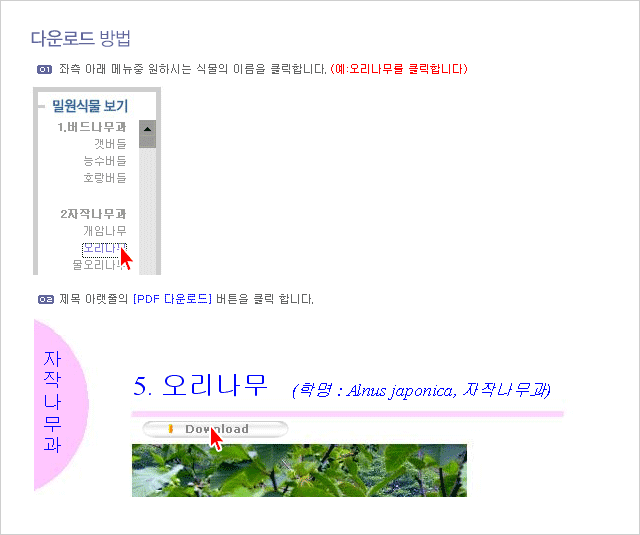 다운로드 방법
01 좌측 아래 메뉴중 원하시는 식물의 이름을 클릭합니다. (예:오리나무를 클릭합니다)
밀원식물 보기
1.버드나무과
갯버들
능수버들
호랑버들
2자작나무과
개암나무
오리나무
물오리나무
02 제목 아랫줄의 [PDF 다운로드] 버튼을 클릭 합니다.
자작나무과
5. 오리나무 (학명 : Alnus japonica, 자작나무과)
Download